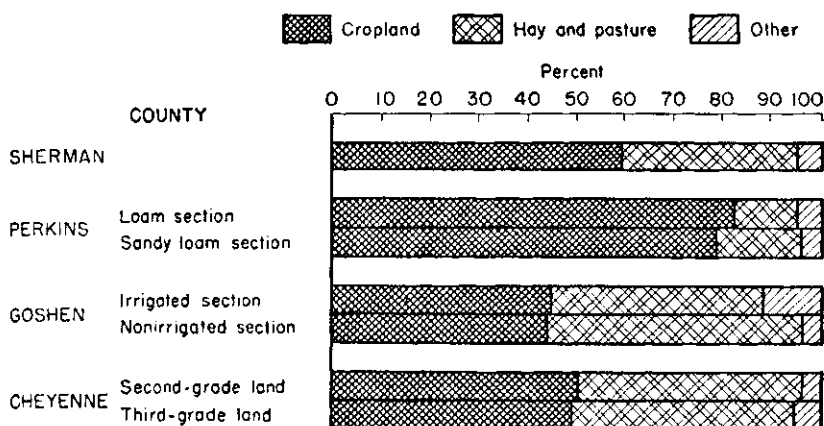 Cropland Hay and pasture Other
Percent
0 10 20 30 40 50 60 70 80 90 100
COUNTY
SHERMAN
PERKINS Loam section
Sandy loam section
GOSHEN Irrigated section
Nonirrigated section
CHEYENNE Second-grade land
Third-grade land